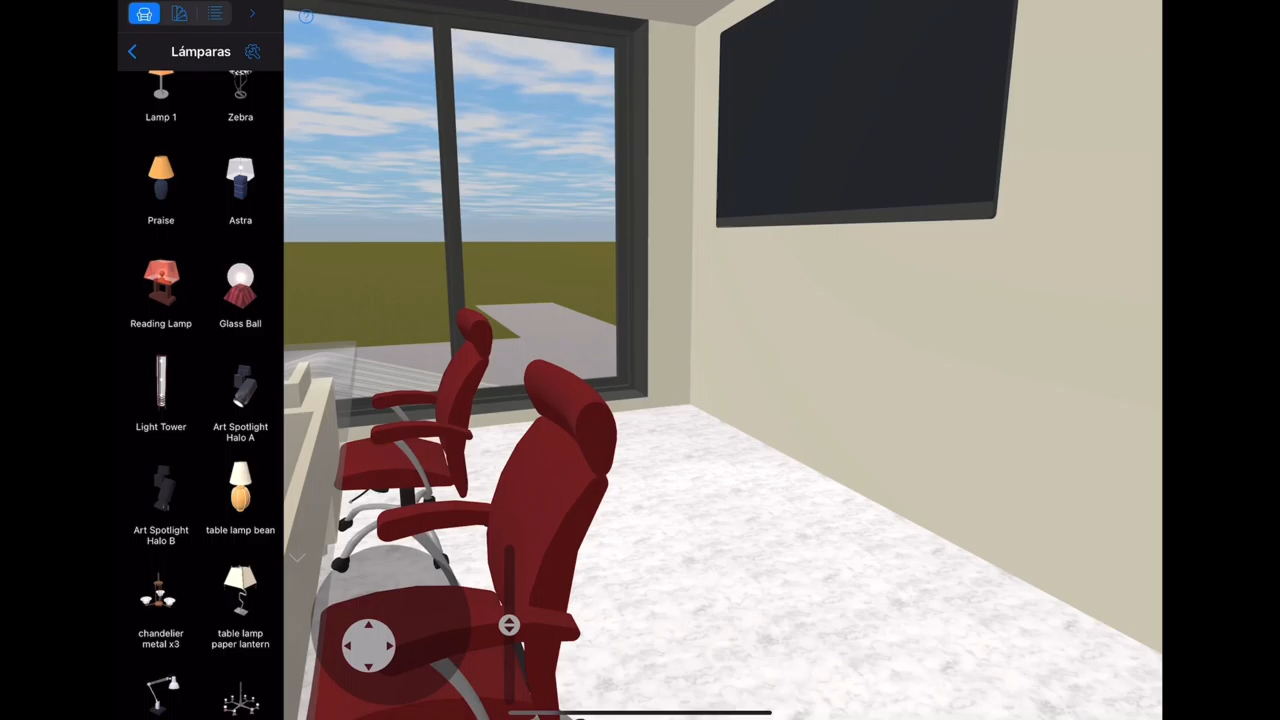 Lámparas
Lamp 1
Zebra
Praise
Astra
Reading Lamp
Glass Ball
Light Tower
Art Spotlight
Halo A
Art Spotlight
Halo B
table lamp bean
chandelier
metal x3
table lamp
paper lantern